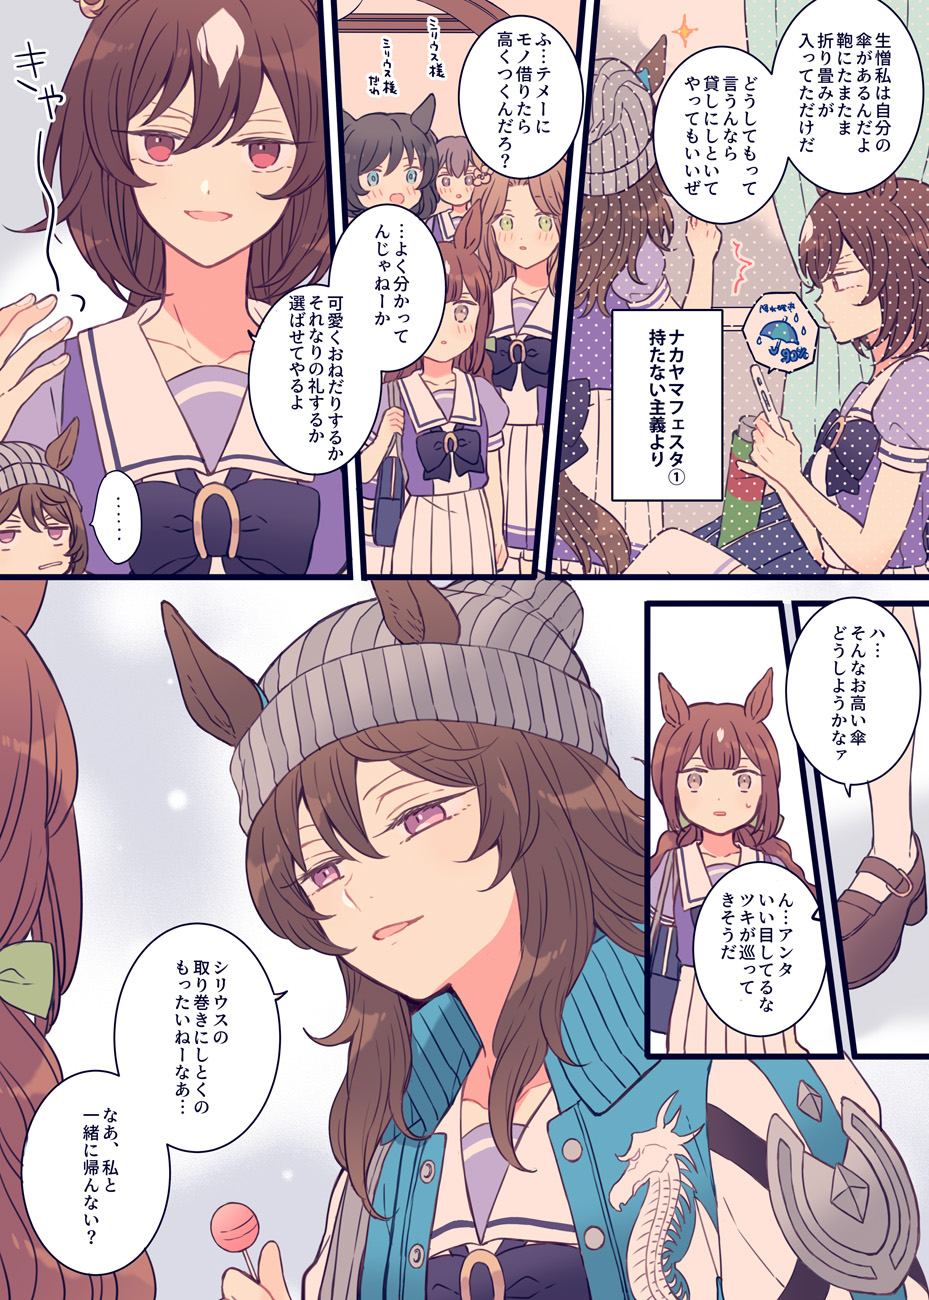 生憎私は自分の
傘があるんだよ
鞄にたまたま
折り畳みが
入ってただけだ
どうしてもって
言うんなら
貸しにしといて
やってもいいぜ
90%
ナカヤマフェスタ①
持たない主義より
ふ…テメーに
モノ借りたら
高くつくんだろ？
シリウス様
シリウス様
…よく分かって
んじゃねーか
可愛くおねだりするか
それなりの礼するか
選ばせてやるよ
キャー
……
ハ…
そんなお高い傘
どうしようかなァ
ん…アンタ
いい目してるな
ツキが巡って
きそうだ
シリウスの
取り巻きにしとくの
もったいねーなあ…
なあ、私と
一緒に帰んない？